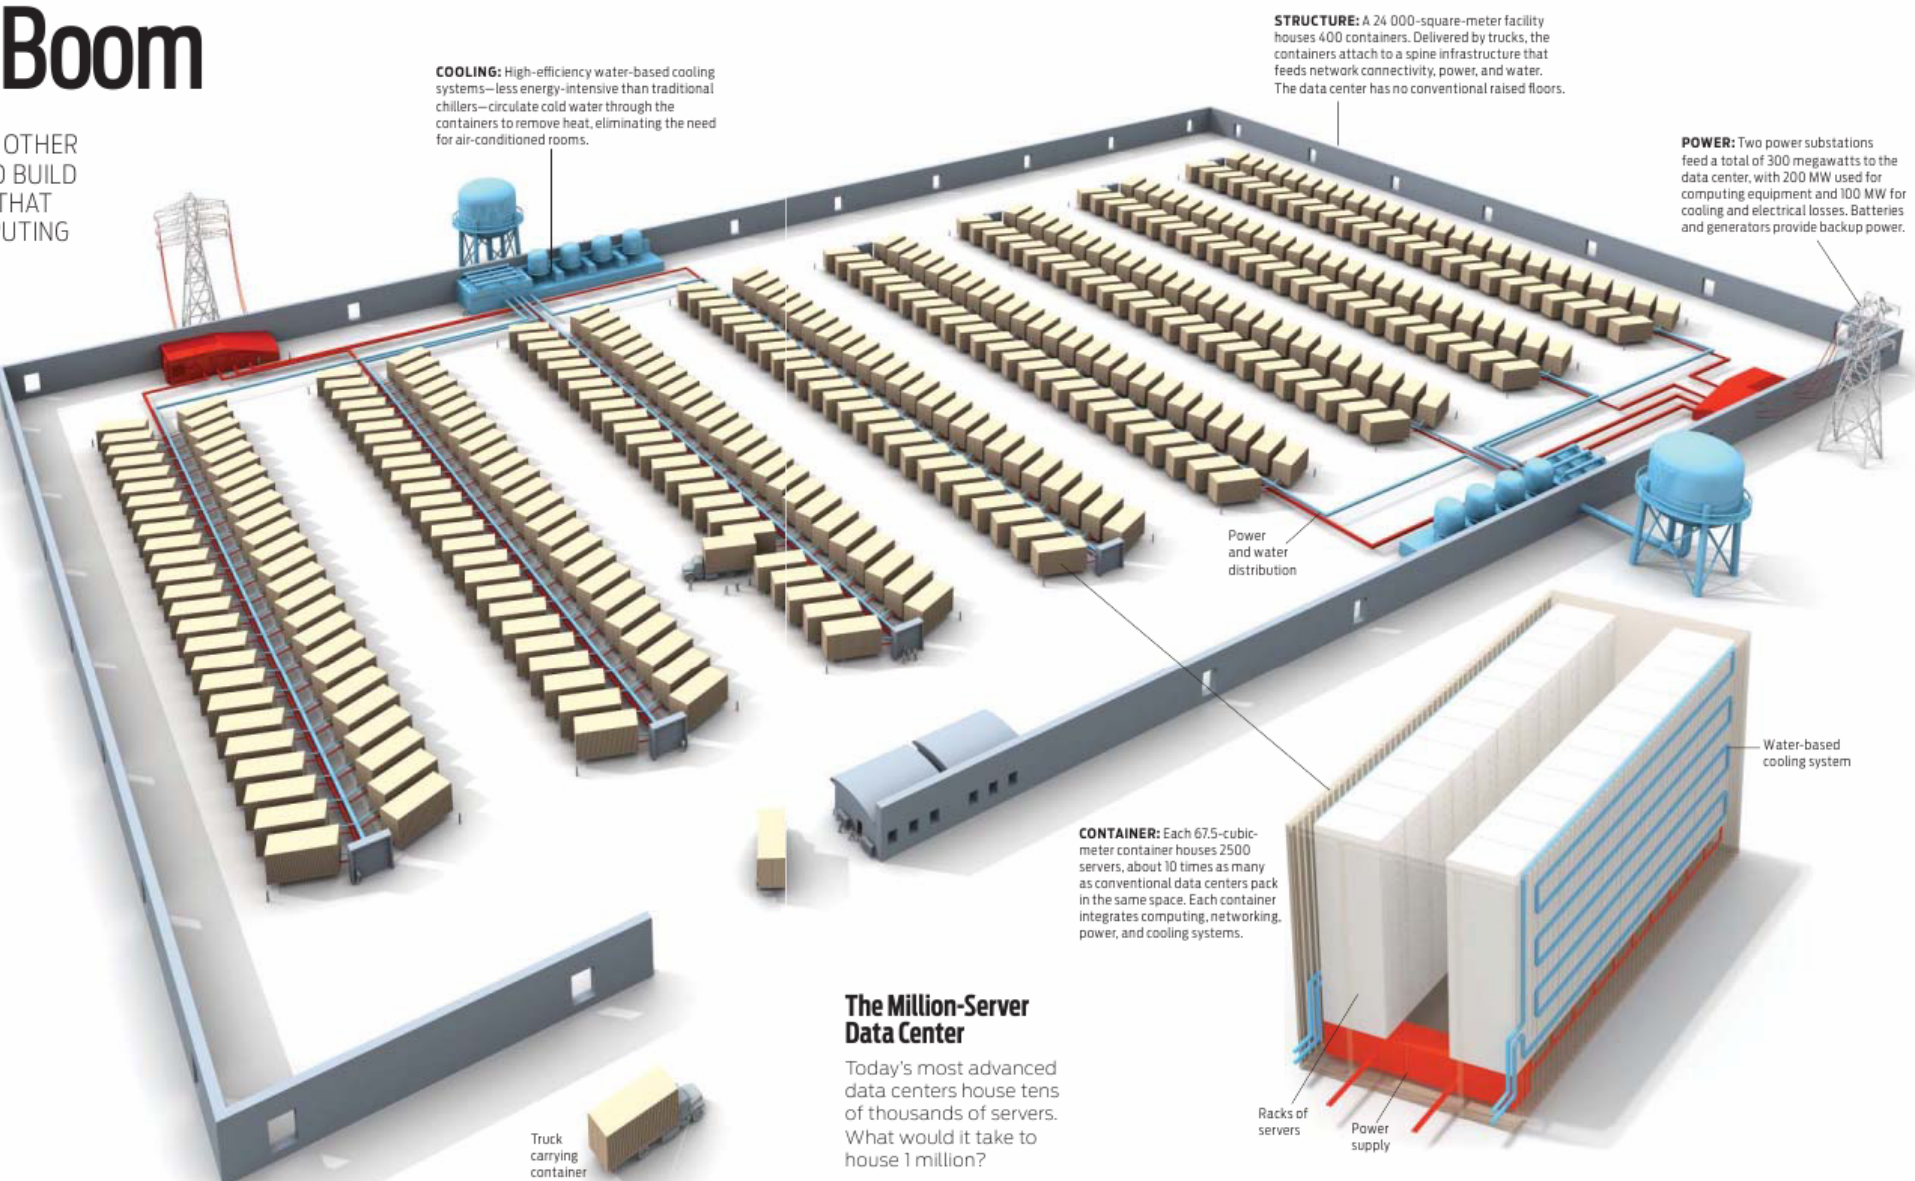 Boom
OTHER
BUILD
THAT
UTING
COOLING: High-efficiency water-based cooling
systems—less energy-intensive than traditional
chillers—circulate cold water through the
containers to remove heat, eliminating the need
for air-conditioned rooms.
STRUCTURE: A 24 000-square-meter facility
houses 400 containers. Delivered by trucks, the
containers attach to a spine infrastructure that
feeds network connectivity, power, and water.
The data center has no conventional raised floors.
POWER: Two power substations
feed a total of 300 megawatts to the
data center, with 200 MW used for
computing equipment and 100 MW for
cooling and electrical losses. Batteries
and generators provide backup power.
Power
and water
distribution
Water-based
cooling system
CONTAINER: Each 67.5-cubic-
meter container houses 2500
servers, about 10 times as many
as conventional data centers pack
in the same space. Each container
integrates computing, networking,
power, and cooling systems.
The Million-Server
Data Center
Today's most advanced
data centers house tens
of thousands of servers.
What would it take to
house 1 million?
Racks of
servers
Power
supply
Truck
carrying
container